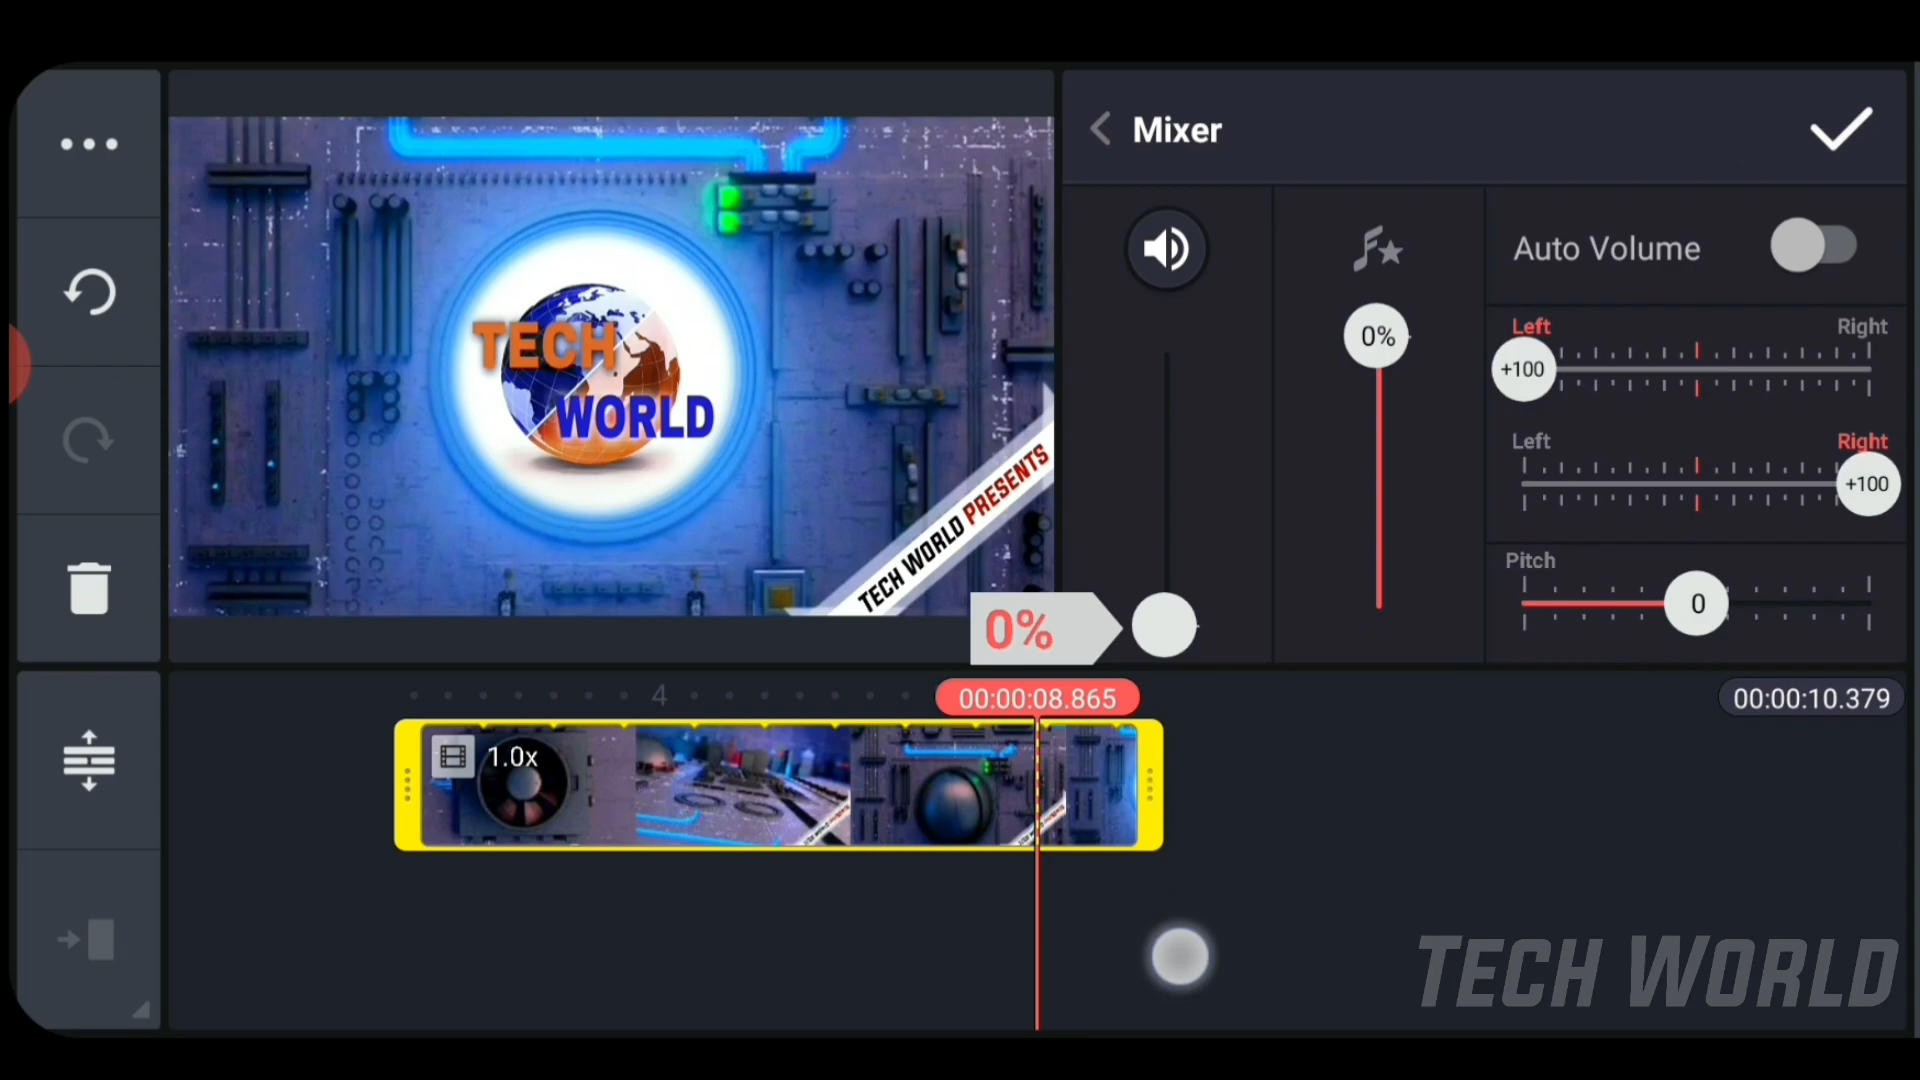 Mixer
Auto Volume
0%
Left
Right
+100
Left
Right
+100
Pitch
0
0%
TECH
WORLD
TECH WORLD PRESENTS
4
00:00:08.865
00:00:10.379
1.0x
TECH WORLD